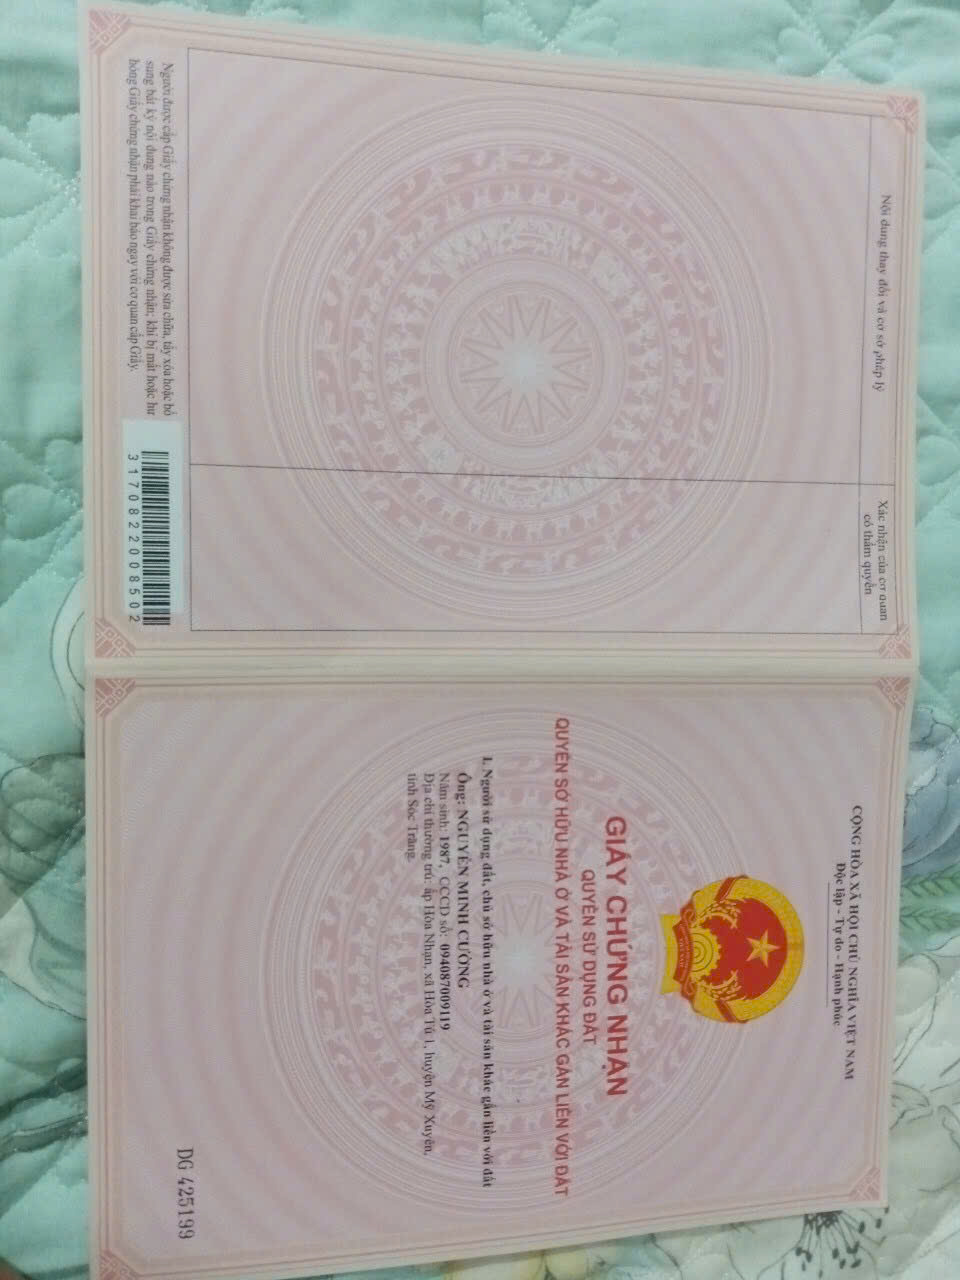 Nội dung thay đổi và cơ sở pháp lý
Xác nhận của cơ quan
có thẩm quyền
Người được cấp Giấy chứng nhận không được sửa chữa, tẩy xóa hoặc bổ
sung bất kỳ nội dung nào trong Giấy chứng nhận; khi bị mất hoặc hư
hỏng Giấy chứng nhận phải khai báo ngay với cơ quan cấp Giấy.
3170822008502
CỘNG HÒA XÃ HỘI CHỦ NGHĨA VIỆT NAM
Độc lập - Tự do - Hạnh phúc
GIẤY CHỨNG NHẬN
QUYỀN SỬ DỤNG ĐẤT
QUYỀN SỞ HỮU NHÀ Ở VÀ TÀI SẢN KHÁC GẮN LIỀN VỚI ĐẤT
I. Người sử dụng đất, chủ sở hữu nhà ở và tài sản khác gắn liền với đất
Ông: NGUYỄN MINH CƯỜNG
Năm sinh: 1987, CCCD số: 094087009119
Địa chỉ thường trú: ấp Hòa Nhạn, xã Hòa Tú 1, huyện Mỹ Xuyên,
tỉnh Sóc Trăng.
DG 425199